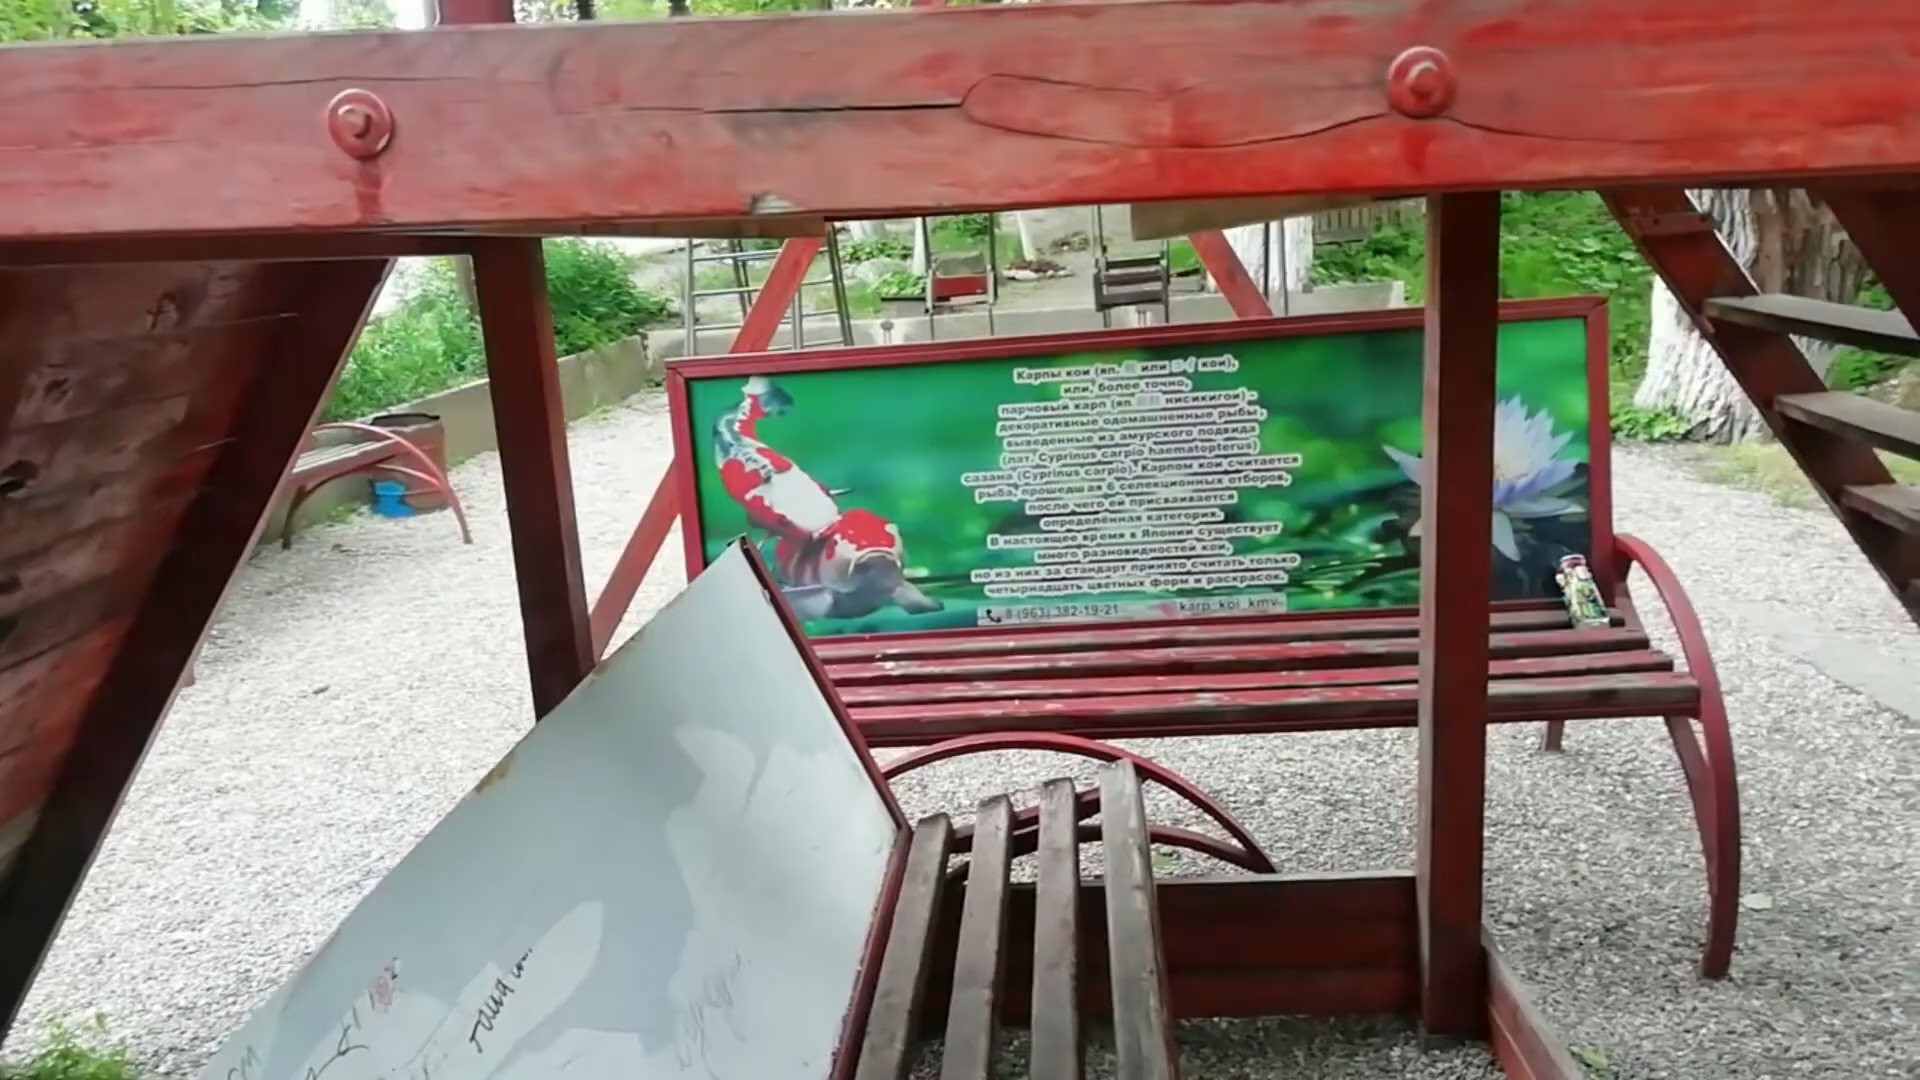 Карпы кои (яп. или кои),
или, более точно,
парчовый карп (яп. нисикигои) -
декоративные одомашненные рыбы,
выведенные из амурского подвида
(лат. Cyprinus carpio haematopterus)
сазана (Cyprinus carpio). Карпом кои считается
рыба, прошедшая 6 селекционных отборов,
после чего ей присваивается
определённая категория.
В настоящее время в Японии существует
много разновидностей кои,
но из них за стандарт принято считать только
четырнадцать цветных форм и раскрасок.
8 (963) 382-19-21 karp_koi_kmv